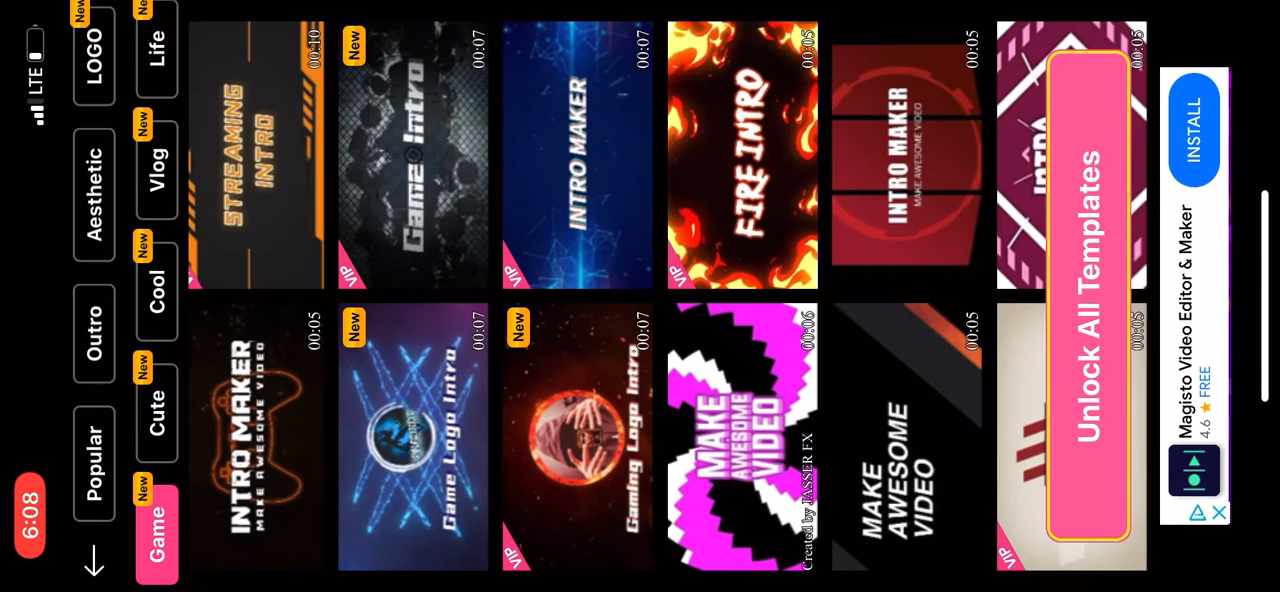 6:08
LTE
Popular
Outro
Aesthetic
LOGO
New
Game
New
Cute
New
Cool
New
Vlog
New
Life
New
INTRO MAKER
MAKE AWESOME VIDEO
00:05
STREAMING
INTRO
00:10
VIP
New
Game Logo Intro
00:07
New
Game Intro
00:07
VIP
New
Gaming Logo Intro
00:07
VIP
INTRO MAKER
00:07
VIP
MAKE
AWESOME
VIDEO
Created by JASSER FX
00:06
FIRE INTRO
00:05
VIP
MAKE
AWESOME
VIDEO
00:05
INTRO MAKER
MAKE AWESOME VIDEO
00:05
VIP
00:05
INTRO
00:05
Unlock All Templates
Magisto Video Editor & Maker
4.6 ★ FREE
INSTALL